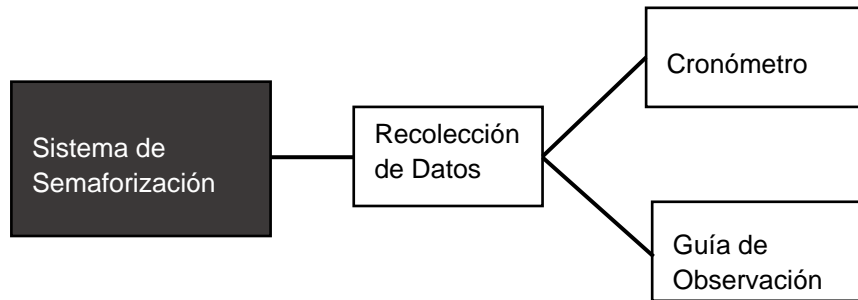 Sistema de
Semaforización
Recolección
de Datos
Cronómetro
Guía de
Observación